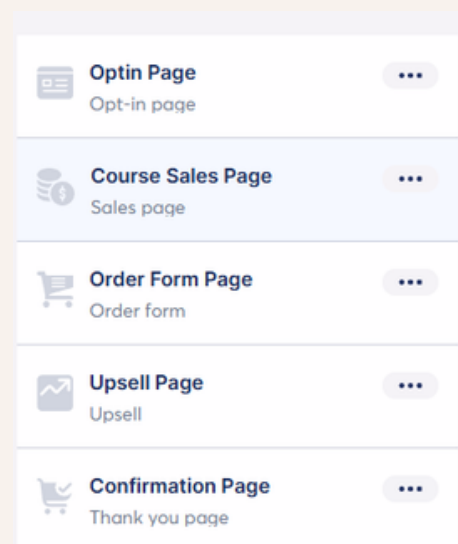 Optin Page
Opt-in page
Course Sales Page
Sales page
Order Form Page
Order form
Upsell Page
Upsell
Confirmation Page
Thank you page